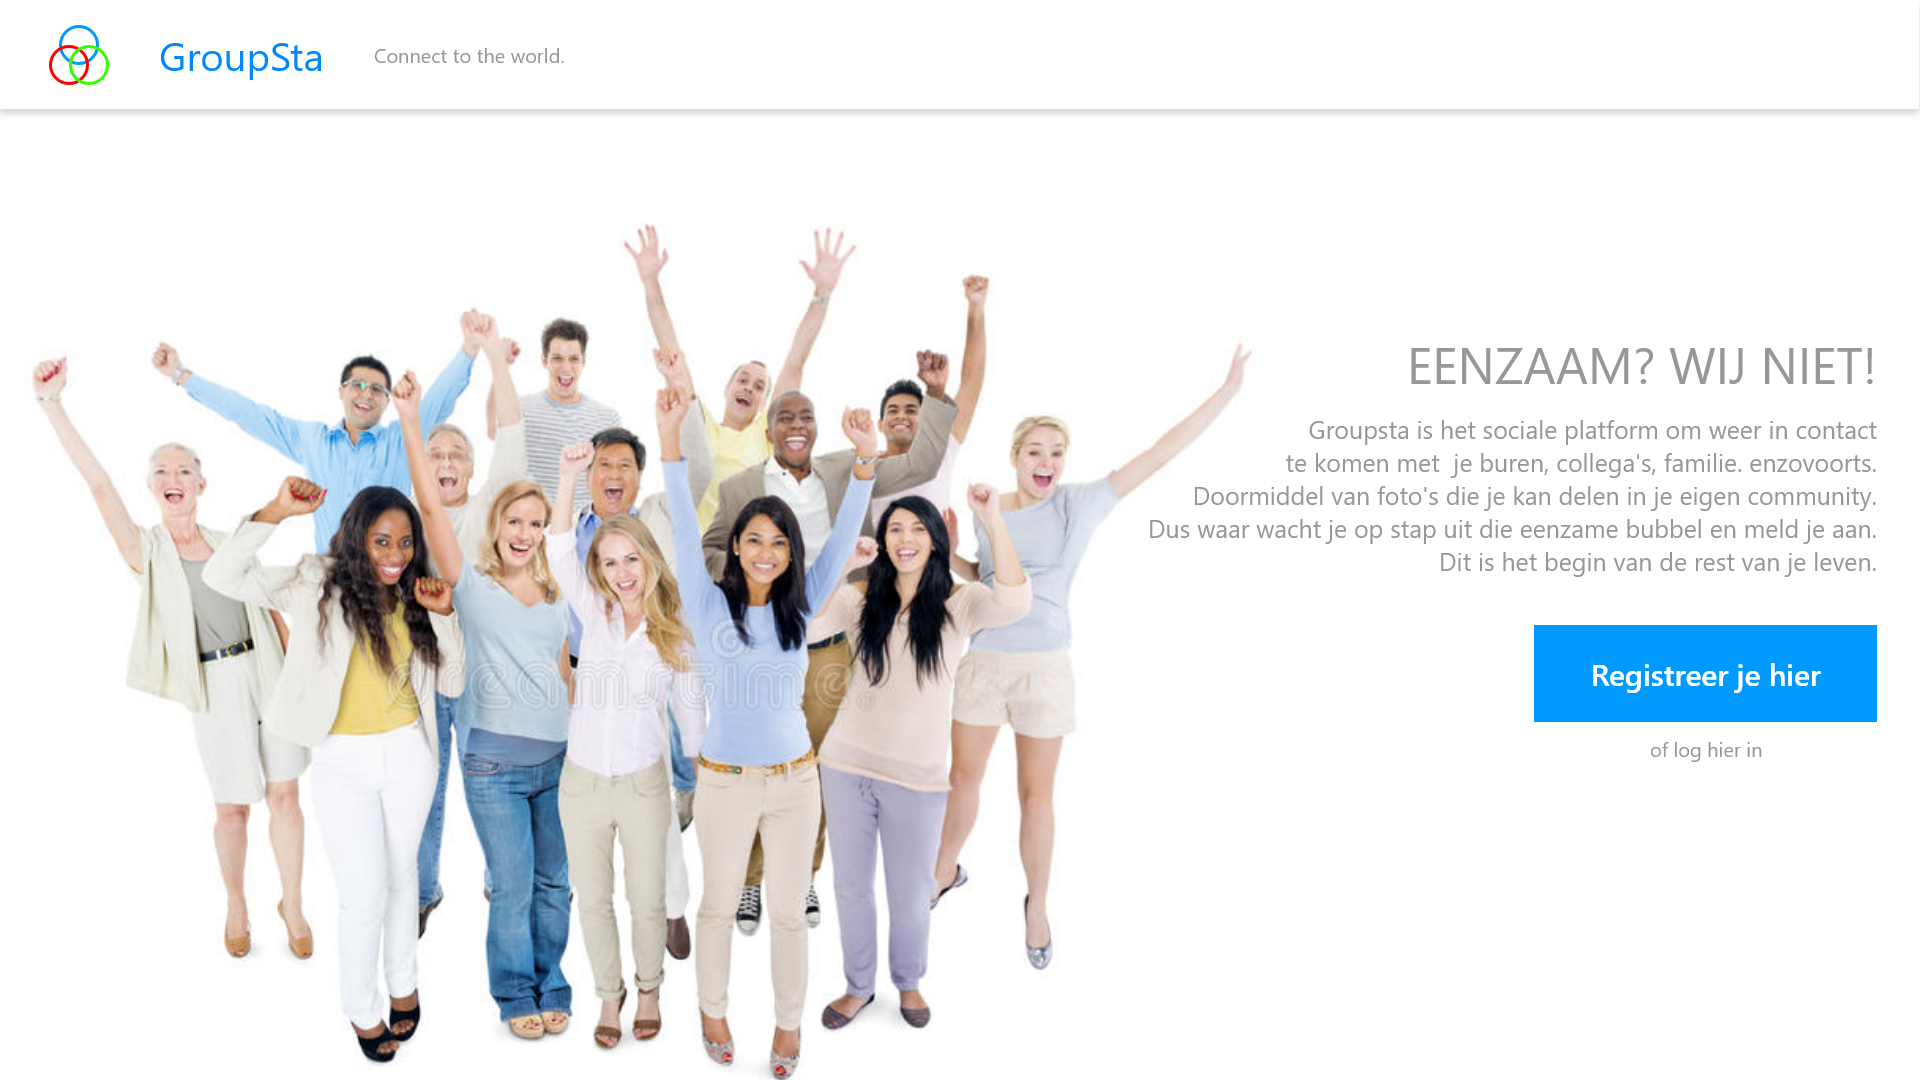 GroupSta
Connect to the world.
EENZAAM? WIJ NIET!
Groupsta is het sociale platform om weer in contact
te komen met  je buren, collega's, familie. enzovoorts.
Doormiddel van foto's die je kan delen in je eigen community.
Dus waar wacht je op stap uit die eenzame bubbel en meld je aan.
Dit is het begin van de rest van je leven.
dreamstime.
Registreer je hier
of log hier in